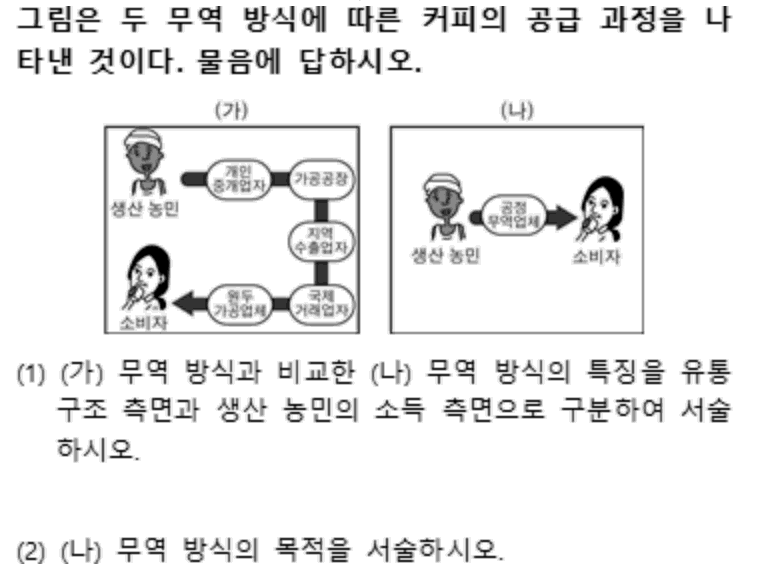 그림은 두 무역 방식에 따른 커피의 공급 과정을 나
타낸 것이다. 물음에 답하시오.
(가)
생산 농민
개인
중개업자
가공공장
지역
수출업자
국제
거래업자
원두
가공업체
소비자
(나)
생산 농민
공정
무역업체
소비자
(1) (가) 무역 방식과 비교한 (나) 무역 방식의 특징을 유통
구조 측면과 생산 농민의 소득 측면으로 구분하여 서술
하시오.
(2) (나) 무역 방식의 목적을 서술하시오.